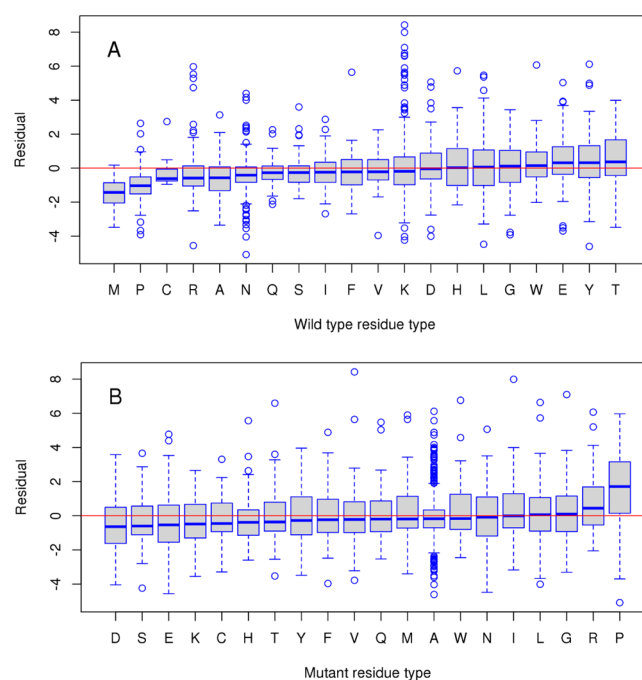 A
Residual
8
6
4
2
0
-2
-4
M P C R A N Q S I F V K D H L G W E Y T
Wild type residue type
B
Residual
8
6
4
2
0
-2
-4
D S E K C H T Y F V Q M A W N I L G R P
Mutant residue type